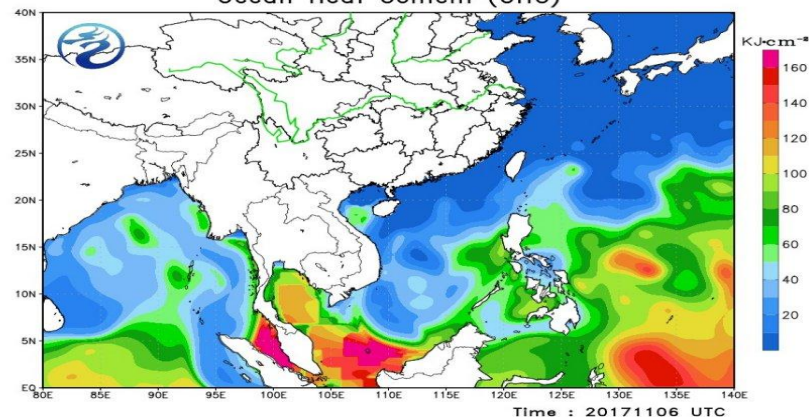 Ocean Heat Content (OHC)
40N
35N
30N
25N
20N
15N
10N
5N
EQ
80E 85E 90E 95E 100E 105E 110E 115E 120E 125E 130E 135E 140E
KJ·cm⁻²
160
140
120
100
80
60
40
20
Time : 20171106 UTC